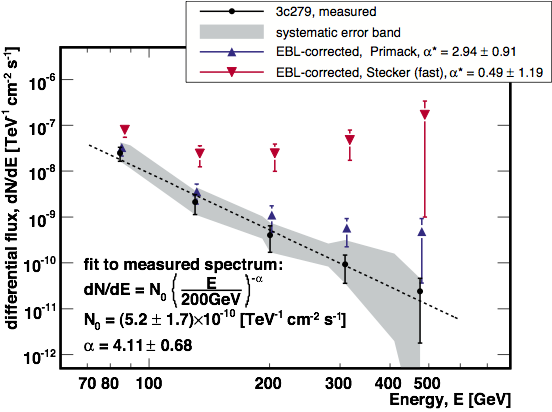 3c279, measured
systematic error band
EBL-corrected, Primack, α* = 2.94 ± 0.91
EBL-corrected, Stecker (fast), α* = 0.49 ± 1.19
differential flux, dN/dE [TeV⁻¹ cm⁻² s⁻¹]
10⁻⁶
10⁻⁷
10⁻⁸
10⁻⁹
10⁻¹⁰
10⁻¹¹
10⁻¹²
fit to measured spectrum:
dN/dE = N₀ (E/200GeV)^-α
N₀ = (5.2 ± 1.7)×10⁻¹⁰ [TeV⁻¹ cm⁻² s⁻¹]
α = 4.11 ± 0.68
70 80 100 200 300 400 500
Energy, E [GeV]